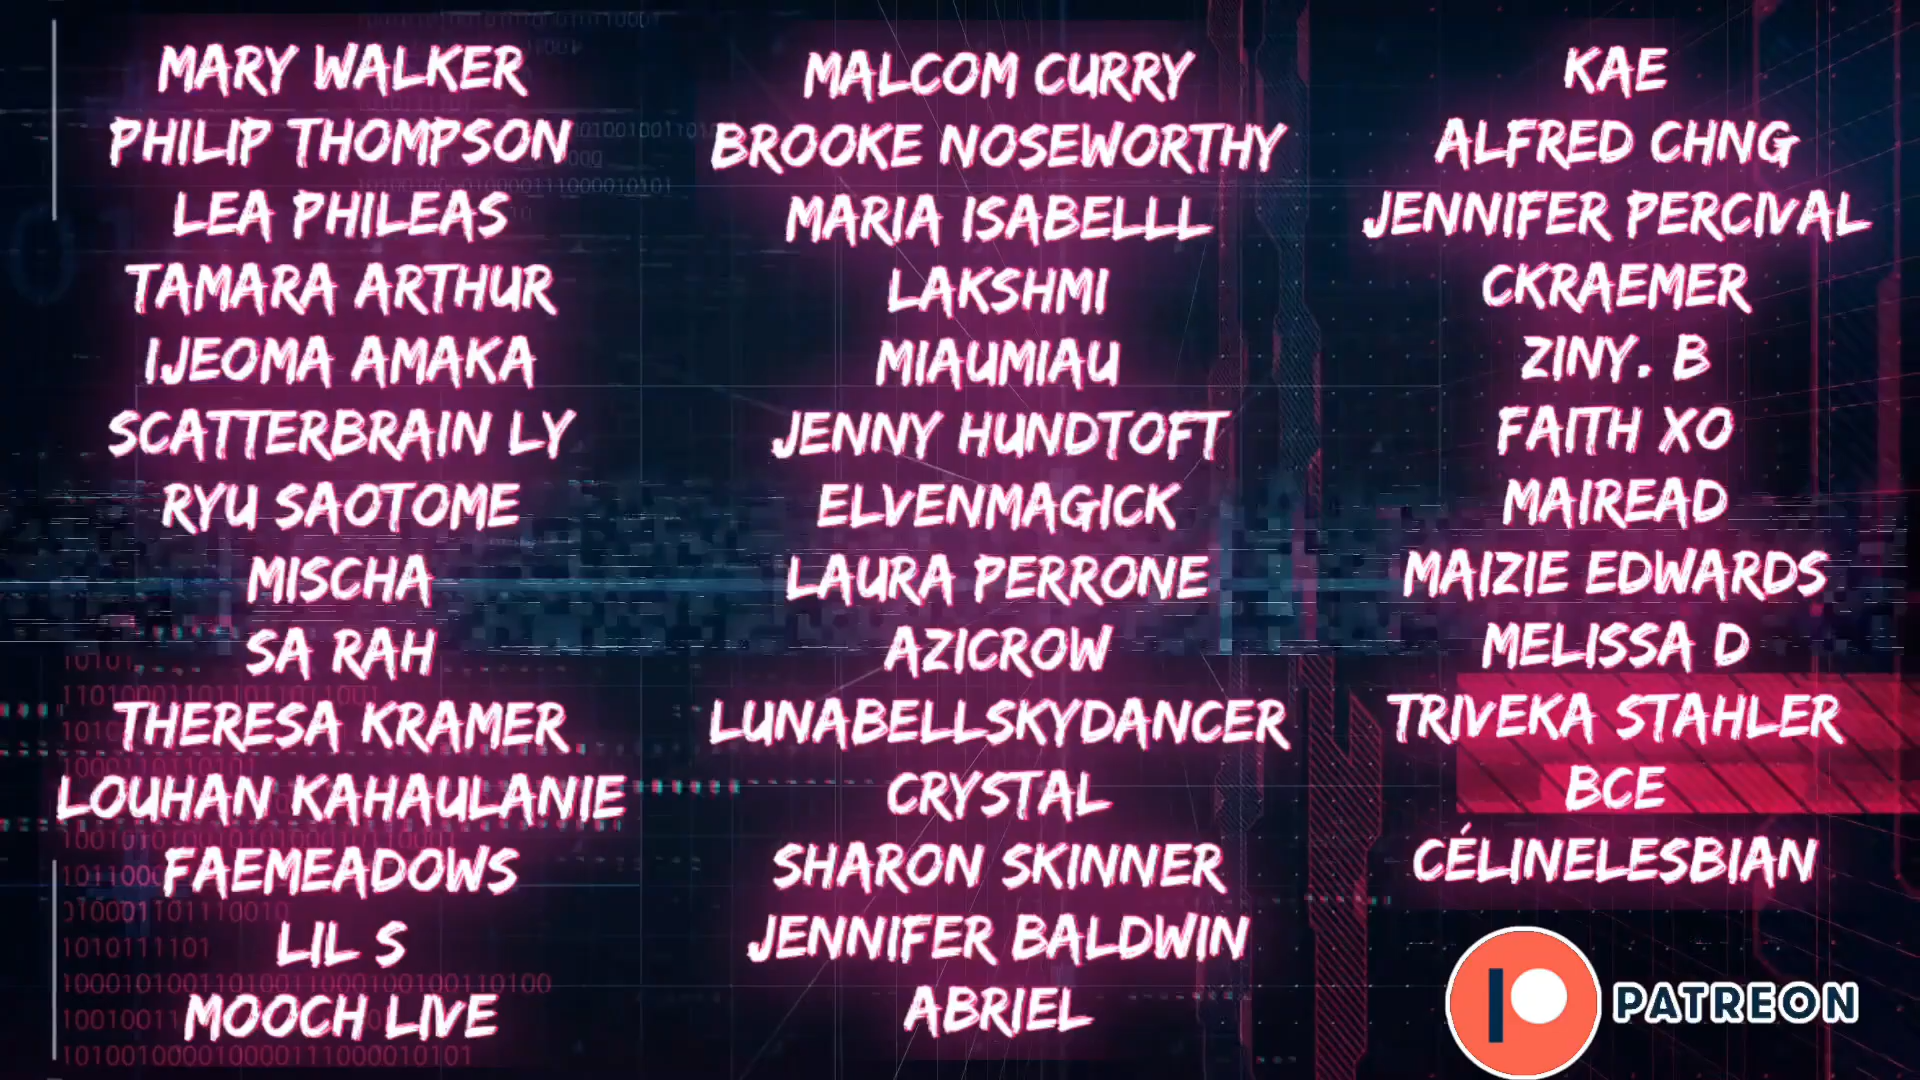 MARY WALKER
PHILIP THOMPSON
LEA PHILEAS
TAMARA ARTHUR
IJEOMA AMAKA
SCATTERBRAIN LY
RYU SAOTOME
MISCHA
SA RAH
THERESA KRAMER
LOUHAN KAHAULANIE
FAEMEADOWS
LIL S
MOOCH LIVE
MALCOM CURRY
BROOKE NOSEWORTHY
MARIA ISABELLL
LAKSHMI
MIAUMIAU
JENNY HUNDTOFT
ELVENMAGICK
LAURA PERRONE
AZICROW
LUNABELLSKYDANCER
CRYSTAL
SHARON SKINNER
JENNIFER BALDWIN
ABRIEL
KAE
ALFRED CHNG
JENNIFER PERCIVAL
CKRAEMER
ZINY. B
FAITH XO
MAIREAD
MAIZIE EDWARDS
MELISSA D
TRIVEKA STAHLER
BCE
CÉLINELESBIAN
PATREON